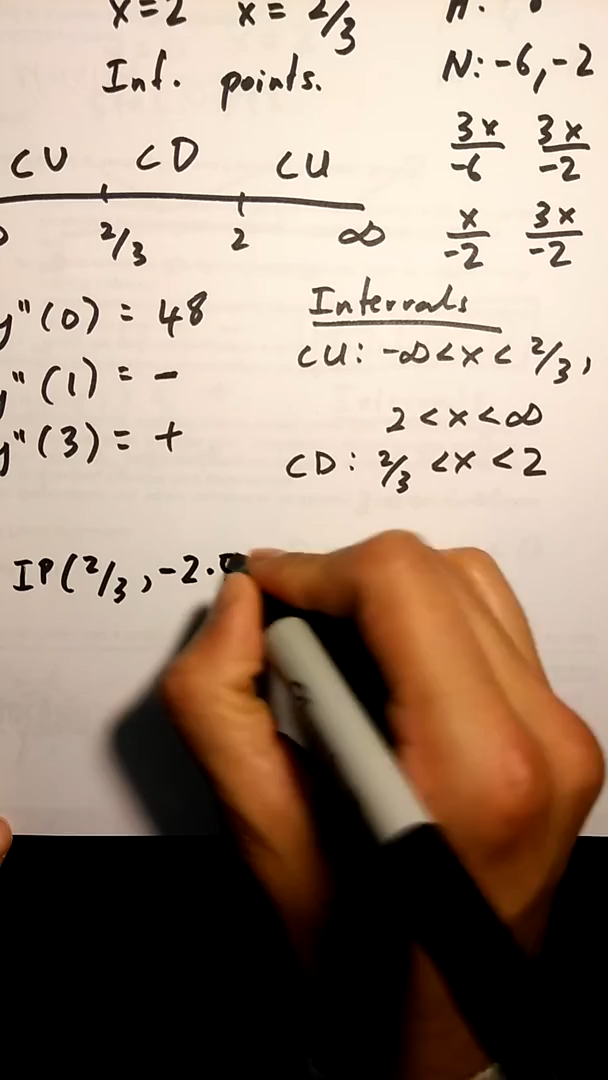 x=2 x=2/3
Inf. points.
N:-6,-2
3x/-6 3x/-2
x/-2 3x/-2
CU CD CU
2/3 2 ∞
y"(0) = 48
y"(1) = -
y"(3) = +
Intervals
CU: -∞<x<2/3,
2<x<∞
CD: 2/3<x<2
IP(2/3,-2.